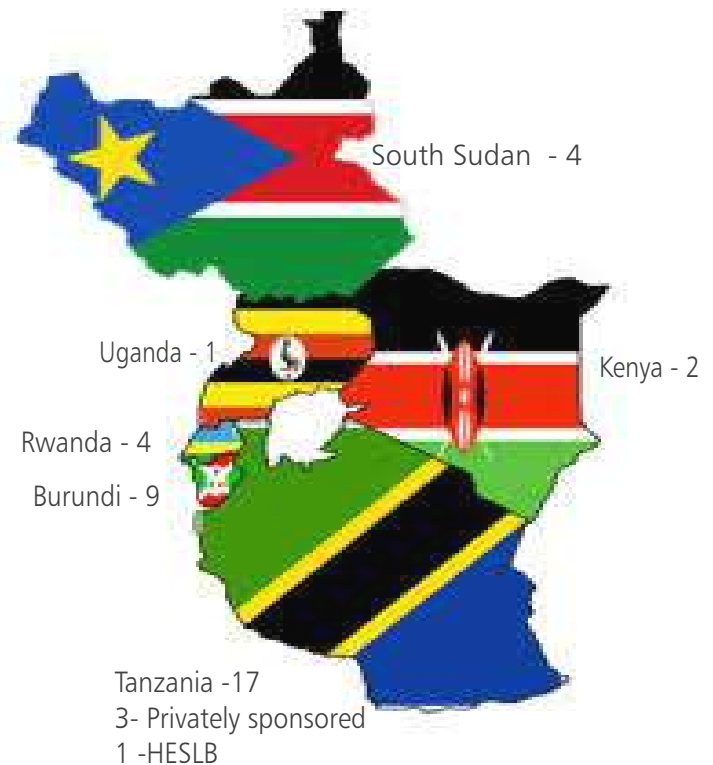 South Sudan - 4
Uganda - 1
Kenya - 2
Rwanda - 4
Burundi - 9
Tanzania -17
3- Privately sponsored
1 -HESLB